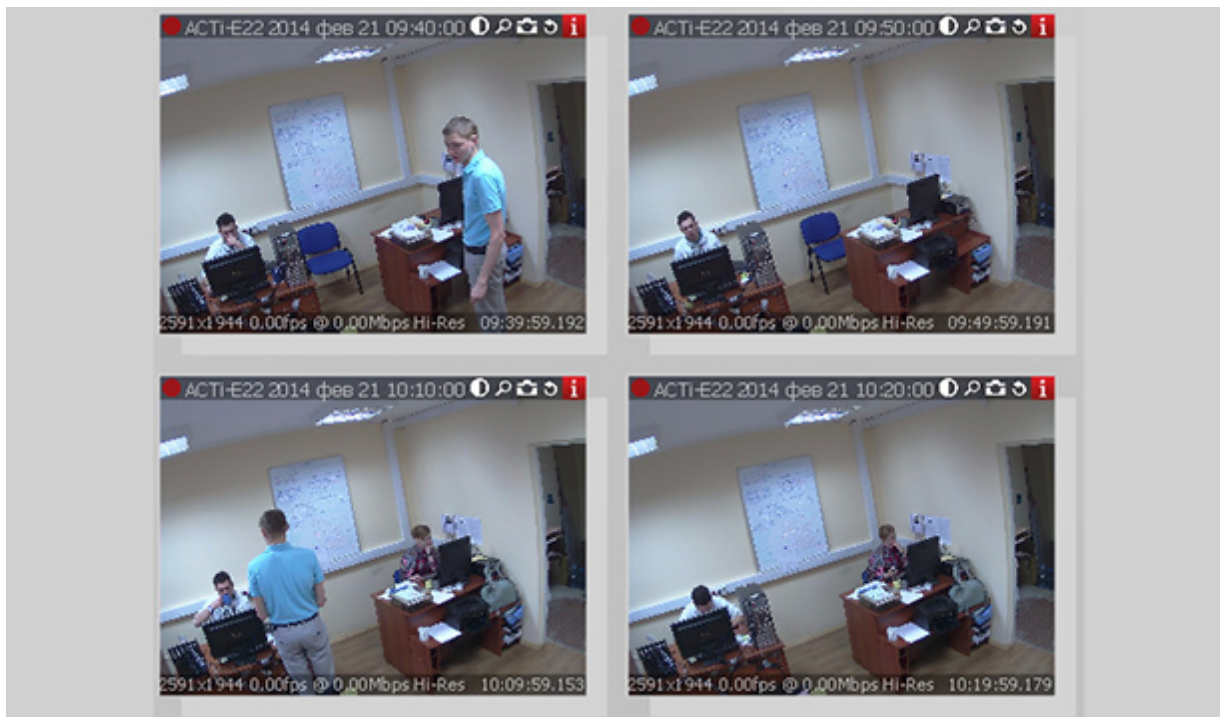 ACTi-E22 2014 фев 21 09:40:00
2591x1944 0.00fps @ 0.00Mbps Hi-Res 09:39:59.192
ACTi-E22 2014 фев 21 09:50:00
2591x1944 0.00fps @ 0.00Mbps Hi-Res 09:49:59.191
ACTi-E22 2014 фев 21 10:10:00
2591x1944 0.00fps @ 0.00Mbps Hi-Res 10:09:59.153
ACTi-E22 2014 фев 21 10:20:00
2591x1944 0.00fps @ 0.00Mbps Hi-Res 10:19:59.179